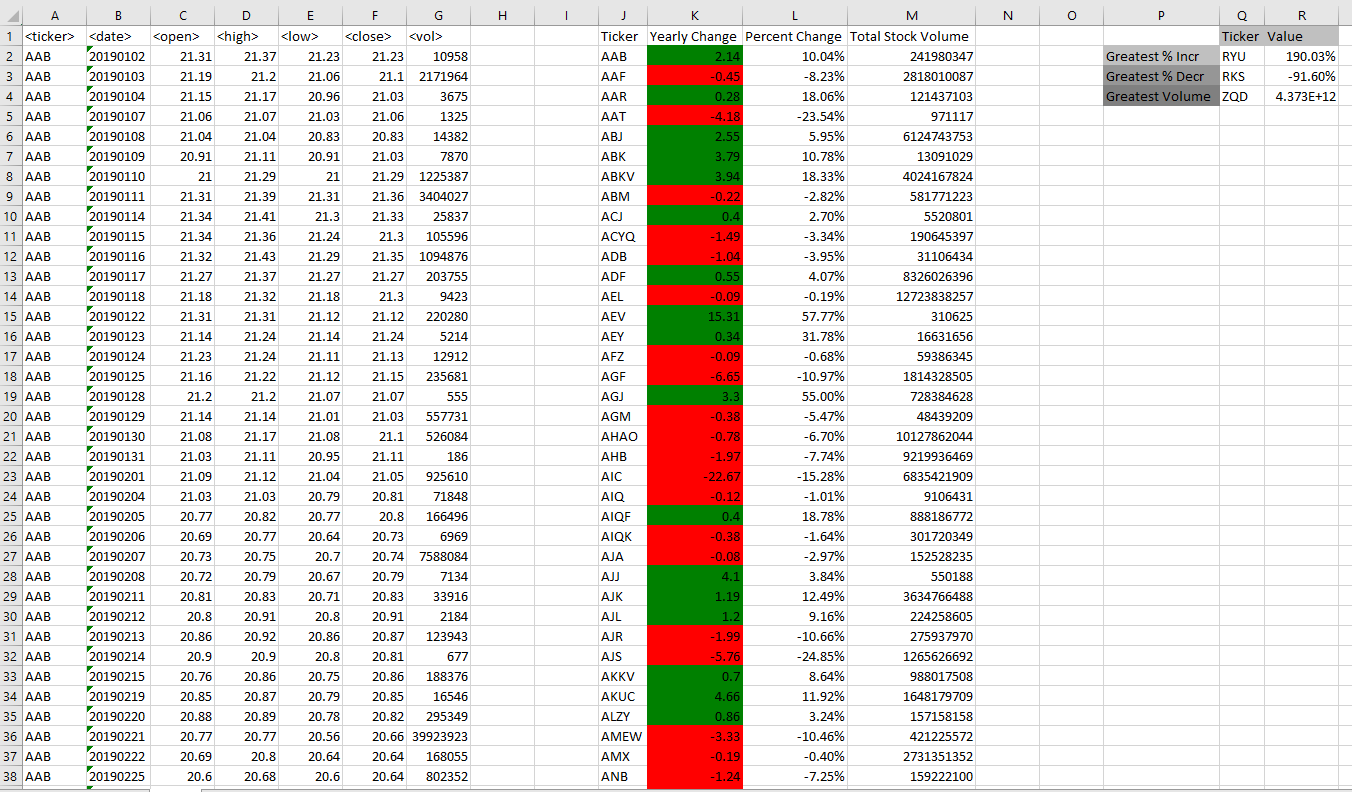 A B C D E F G H I J K L M N O P Q R
1 <ticker> <date> <open> <high> <low> <close> <vol> Ticker Yearly Change Percent Change Total Stock Volume Ticker Value
2 AAB 20190102 21.31 21.37 21.23 21.23 10958 AAB 2.14 10.04% 241980347 Greatest % Incr RYU 190.03%
3 AAB 20190103 21.19 21.2 21.06 21.1 2171964 AAF -0.45 -8.23% 2818010087 Greatest % Decr RKS -91.60%
4 AAB 20190104 21.15 21.17 20.96 21.03 3675 AAR 0.28 18.06% 121437103 Greatest Volume ZQD 4.373E+12
5 AAB 20190107 21.06 21.07 21.03 21.06 1325 AAT -4.18 -23.54% 971117
6 AAB 20190108 21.04 21.04 20.83 20.83 14382 ABJ 2.55 5.95% 6124743753
7 AAB 20190109 20.91 21.11 20.91 21.03 7870 ABK 3.79 10.78% 13091029
8 AAB 20190110 21 21.29 21 21.29 1225387 ABKV 3.94 18.33% 4024167824
9 AAB 20190111 21.31 21.39 21.31 21.36 3404027 ABM -0.22 -2.82% 581771223
10 AAB 20190114 21.34 21.41 21.3 21.33 25837 ACJ 0.4 2.70% 5520801
11 AAB 20190115 21.34 21.36 21.24 21.3 105596 ACYQ -1.49 -3.34% 190645397
12 AAB 20190116 21.32 21.43 21.29 21.35 1094876 ADB -1.04 -3.95% 31106434
13 AAB 20190117 21.27 21.37 21.27 21.27 203755 ADF 0.55 4.07% 8326026396
14 AAB 20190118 21.18 21.32 21.18 21.3 9423 AEL -0.09 -0.19% 12723838257
15 AAB 20190122 21.31 21.31 21.12 21.12 220280 AEV 15.31 57.77% 310625
16 AAB 20190123 21.14 21.24 21.14 21.24 5214 AEY 0.34 31.78% 16631656
17 AAB 20190124 21.23 21.24 21.11 21.13 12912 AFZ -0.09 -0.68% 59386345
18 AAB 20190125 21.16 21.22 21.12 21.15 235681 AGF -6.65 -10.97% 1814328505
19 AAB 20190128 21.2 21.2 21.07 21.07 555 AGJ 3.3 55.00% 728384628
20 AAB 20190129 21.14 21.14 21.01 21.03 557731 AGM -0.38 -5.47% 48439209
21 AAB 20190130 21.08 21.17 21.08 21.1 526084 AHAO -0.78 -6.70% 10127862044
22 AAB 20190131 21.03 21.11 20.95 21.11 186 AHB -1.97 -7.74% 9219936469
23 AAB 20190201 21.09 21.12 21.04 21.05 925610 AIC -22.67 -15.28% 6835421909
24 AAB 20190204 21.03 21.03 20.79 20.81 71848 AIQ -0.12 -1.01% 9106431
25 AAB 20190205 20.77 20.82 20.77 20.8 166496 AIQF 0.4 18.78% 888186772
26 AAB 20190206 20.69 20.77 20.64 20.73 6969 AIQK -0.38 -1.64% 301720349
27 AAB 20190207 20.73 20.75 20.7 20.74 7588084 AJA -0.08 -2.97% 152528235
28 AAB 20190208 20.72 20.79 20.67 20.79 7134 AJJ 4.1 3.84% 550188
29 AAB 20190211 20.81 20.83 20.71 20.83 33916 AJK 1.19 12.49% 3634766488
30 AAB 20190212 20.8 20.91 20.8 20.91 2184 AJL 1.2 9.16% 224258605
31 AAB 20190213 20.86 20.92 20.86 20.87 123943 AJR -1.99 -10.66% 275937970
32 AAB 20190214 20.9 20.9 20.8 20.81 677 AJS -5.76 -24.85% 1265626692
33 AAB 20190215 20.76 20.86 20.75 20.86 188376 AKKV 0.7 8.64% 988017508
34 AAB 20190219 20.85 20.87 20.79 20.85 16546 AKUC 4.66 11.92% 1648179709
35 AAB 20190220 20.88 20.89 20.78 20.82 295349 ALZY 0.86 3.24% 157158158
36 AAB 20190221 20.77 20.77 20.56 20.66 39923923 AMEW -3.33 -10.46% 421225572
37 AAB 20190222 20.69 20.8 20.64 20.64 168055 AMX -0.19 -0.40% 2731351352
38 AAB 20190225 20.6 20.68 20.6 20.64 802352 ANB -1.24 -7.25% 159222100